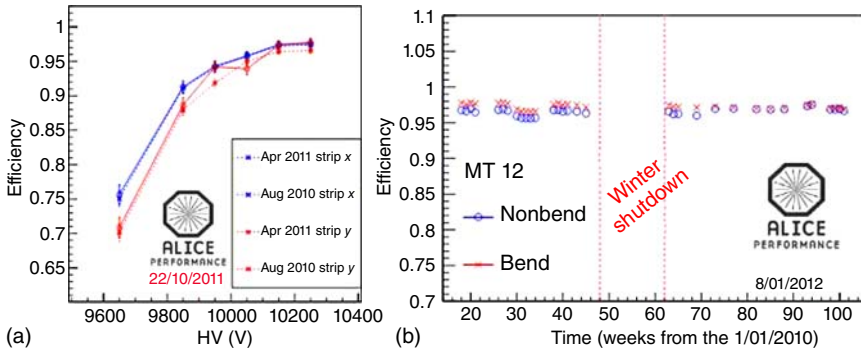 1
0.95
0.9
0.85
0.8
0.75
0.7
0.65
Efficiency
9600
9800
10000
10200
10400
HV (V)
Apr 2011 strip x
Aug 2010 strip x
Apr 2011 strip y
Aug 2010 strip y
ALICE
PERFORMANCE
22/10/2011
(a)
1.1
1.05
1
0.95
0.9
0.85
0.8
0.75
0.7
Efficiency
20
30
40
50
60
70
80
90
100
Time (weeks from the 1/01/2010)
MT 12
Nonbend
Bend
Winter
shutdown
ALICE
PERFORMANCE
8/01/2012
(b)